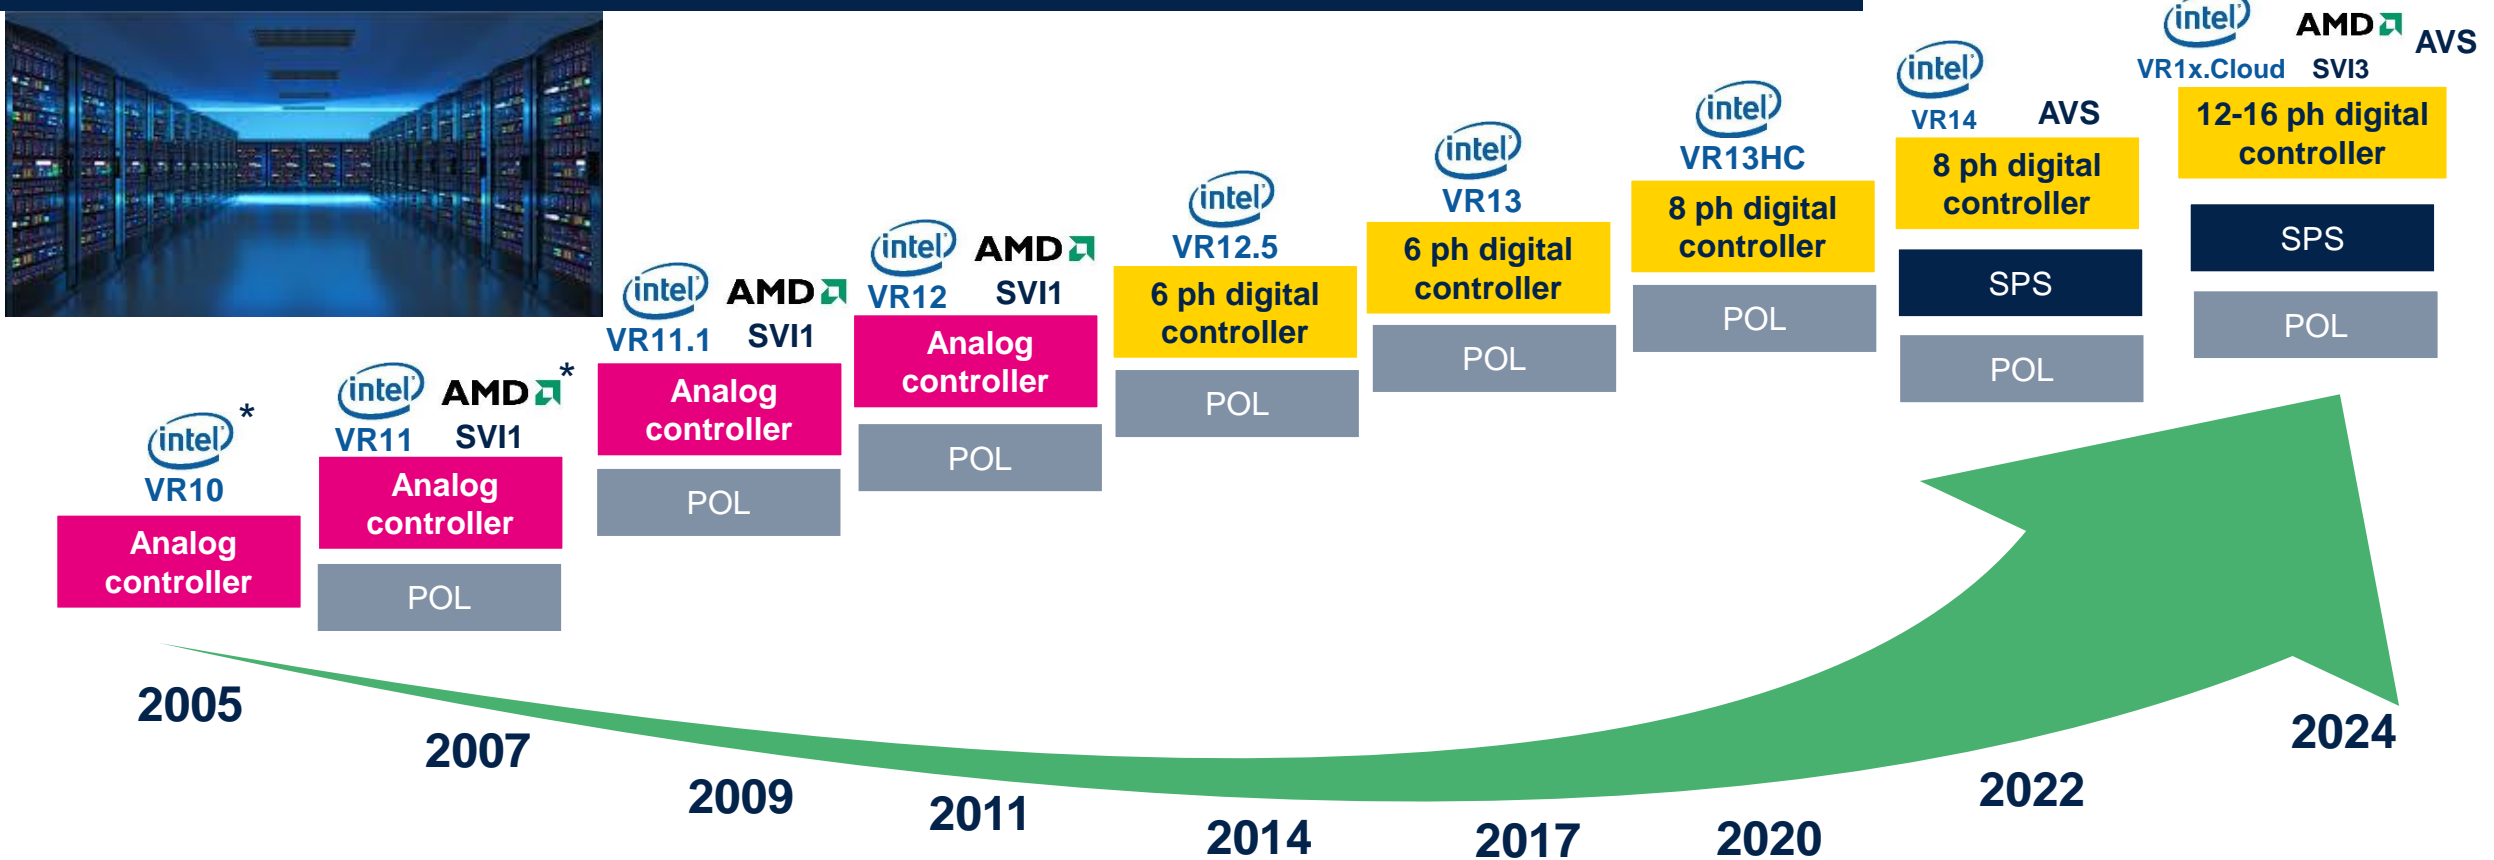 intel
*
VR10
Analog
controller
2005
intel
AMD
*
VR11
SVI1
Analog
controller
POL
2007
intel
AMD
VR11.1
SVI1
Analog
controller
POL
2009
intel
AMD
VR12
SVI1
Analog
controller
POL
2011
intel
VR12.5
6 ph digital
controller
POL
2014
intel
VR13
6 ph digital
controller
POL
2017
intel
VR13HC
8 ph digital
controller
POL
2020
intel
VR14
AVS
8 ph digital
controller
SPS
POL
2022
intel
AMD
AVS
VR1x.Cloud
SVI3
12-16 ph digital
controller
SPS
POL
2024